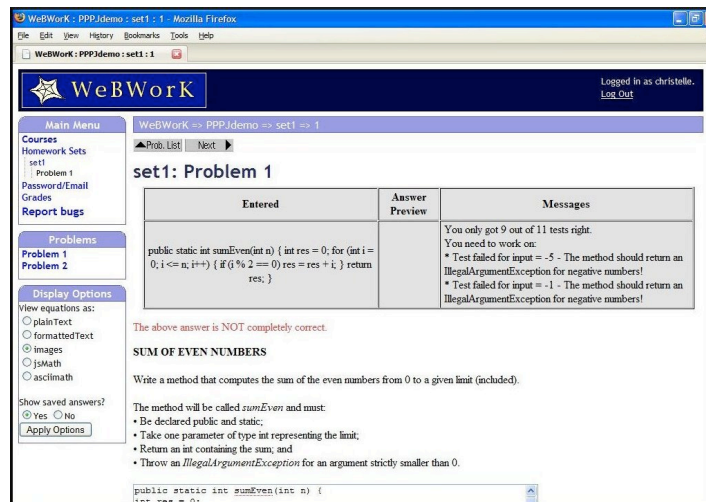 WeBWorK : PPPJdemo : set1 : 1 - Mozilla Firefox
File Edit View History Bookmarks Tools Help
WeBWorK : PPPJdemo : set1 : 1
WeBWorK
Logged in as christelle.
Log Out
Main Menu
Courses
Homework Sets
set1
Problem 1
Password/Email
Grades
Report bugs
Problems
Problem 1
Problem 2
Display Options
View equations as:
plainText
formattedText
images
jsMath
asciimath
Show saved answers?
Yes No
Apply Options
WeBWorK => PPPJdemo => set1 => 1
Prob. List Next
set1: Problem 1
Entered
Answer
Preview
Messages
public static int sumEven(int n) { int res = 0; for (int i =
0; i <= n; i++) { if (i % 2 == 0) res = res + i; } return
res; }
You only got 9 out of 11 tests right.
You need to work on:
* Test failed for input = -5 - The method should return an
IllegalArgumentException for negative numbers!
* Test failed for input = -1 - The method should return an
IllegalArgumentException for negative numbers!
The above answer is NOT completely correct.
SUM OF EVEN NUMBERS
Write a method that computes the sum of the even numbers from 0 to a given limit (included).
The method will be called sumEven and must:
• Be declared public and static;
• Take one parameter of type int representing the limit;
• Return an int containing the sum; and
• Throw an IllegalArgumentException for an argument strictly smaller than 0.
public static int sumEven(int n) {
int res = 0;